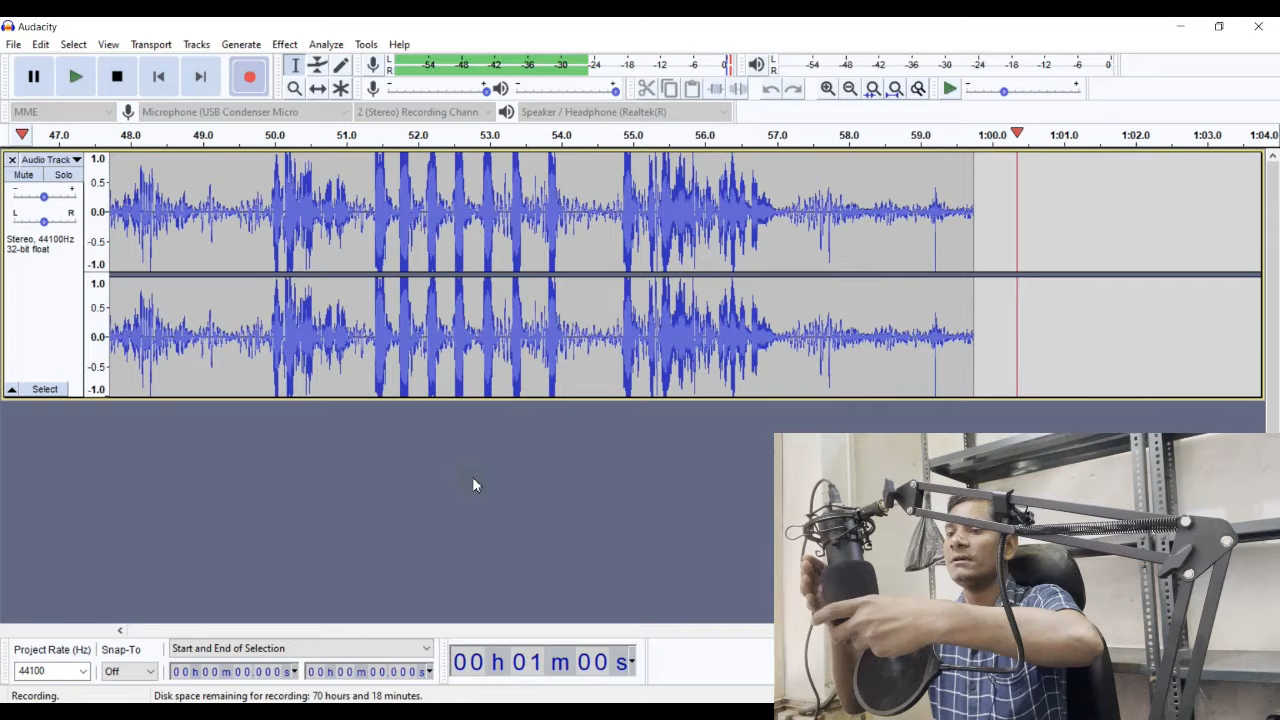 Audacity
File Edit Select View Transport Tracks Generate Effect Analyze Tools Help
L R -54 -48 -42 -36 -30 -24 -18 -12 -6 0 L R -54 -48 -42 -36 -30 -24 -18 -12 -6 0
MME Microphone (USB Condenser Micro 2 (Stereo) Recording Chann Speaker / Headphone (Realtek(R)
47.0 48.0 49.0 50.0 51.0 52.0 53.0 54.0 55.0 56.0 57.0 58.0 59.0 1:00.0 1:01.0 1:02.0 1:03.0 1:04.0
Audio Track
Mute Solo
- +
L R
Stereo, 44100Hz
32-bit float
Select
1.0
0.5
0.0
-0.5
-1.0
1.0
0.5
0.0
-0.5
-1.0
Project Rate (Hz) Snap-To Start and End of Selection
44100 Off 00 h 00 m 00.000 s 00 h 00 m 00.000 s
00 h 01 m 00 s
Recording. Disk space remaining for recording: 70 hours and 18 minutes.